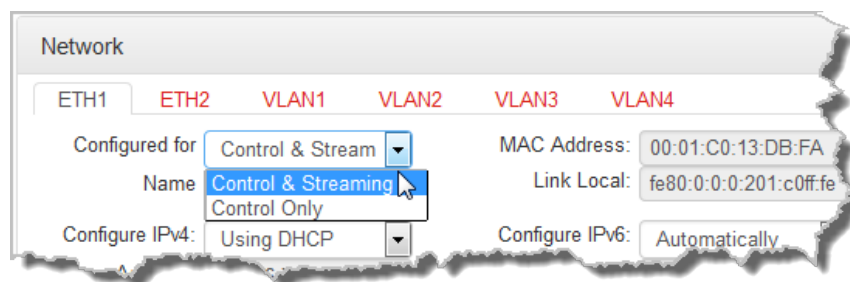 Network
ETH1 ETH2 VLAN1 VLAN2 VLAN3 VLAN4
Configured for Control & Stream MAC Address: 00:01:C0:13:DB:FA
Name Control & Streaming Link Local: fe80:0:0:0:201:c0ff:fe
Control Only
Configure IPv4: Using DHCP Configure IPv6: Automatically